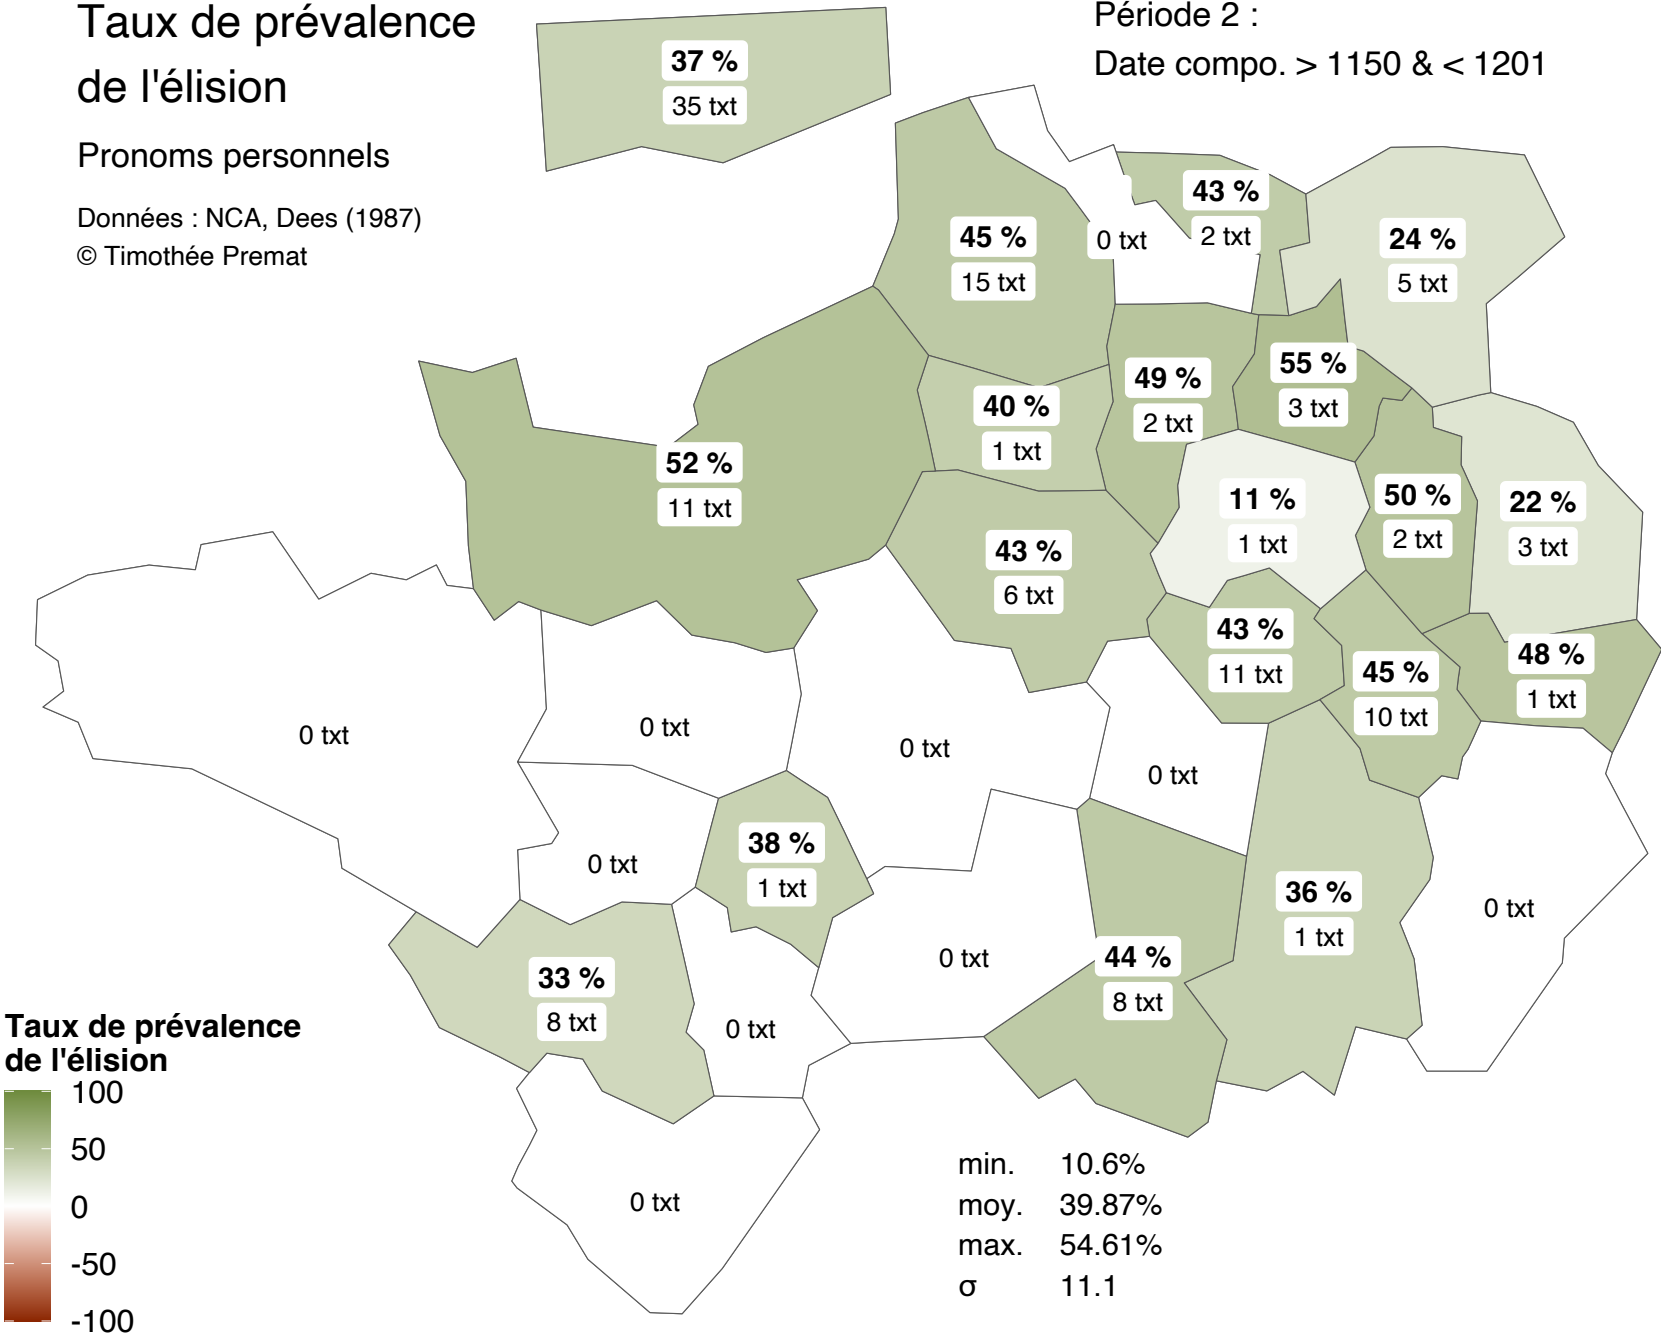 Taux de prévalence
de l'élision
Pronoms personnels
Données : NCA, Dees (1987)
© Timothée Premat
Période 2 :
Date compo. > 1150 & < 1201
37 %
35 txt
43 %
2 txt
45 %
15 txt
0 txt
24 %
5 txt
55 %
3 txt
49 %
2 txt
40 %
1 txt
52 %
11 txt
11 %
1 txt
50 %
2 txt
22 %
3 txt
43 %
6 txt
43 %
11 txt
45 %
10 txt
48 %
1 txt
0 txt
0 txt
0 txt
0 txt
0 txt
38 %
1 txt
36 %
1 txt
0 txt
33 %
8 txt
0 txt
0 txt
44 %
8 txt
0 txt
Taux de prévalence
de l'élision
100
50
0
-50
-100
min. 10.6%
moy. 39.87%
max. 54.61%
σ 11.1